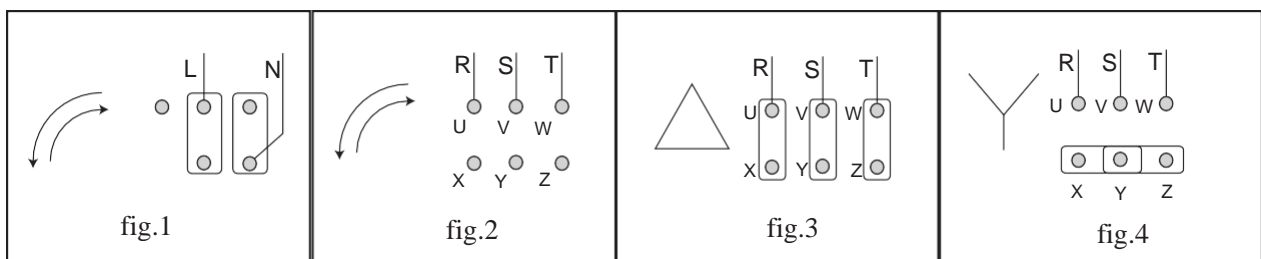 L N
fig.1
R S T
U V W
X Y Z
fig.2
R S T
U V W
X Y Z
fig.3
R S T
U V W
X Y Z
fig.4